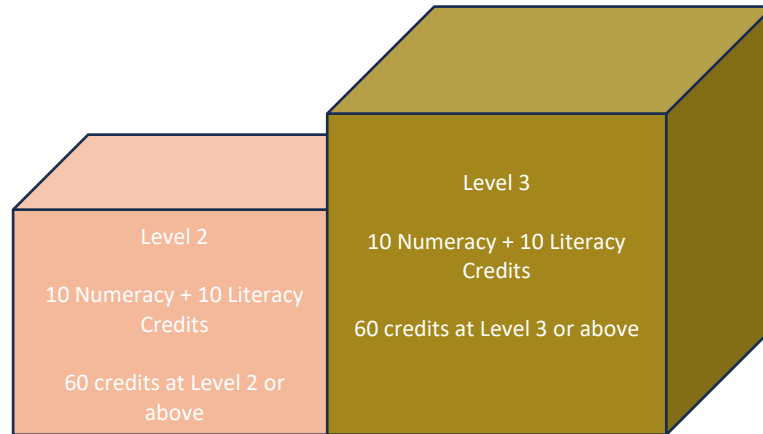 Level 2
10 Numeracy + 10 Literacy
Credits
60 credits at Level 2 or
above
Level 3
10 Numeracy + 10 Literacy
Credits
60 credits at Level 3 or above